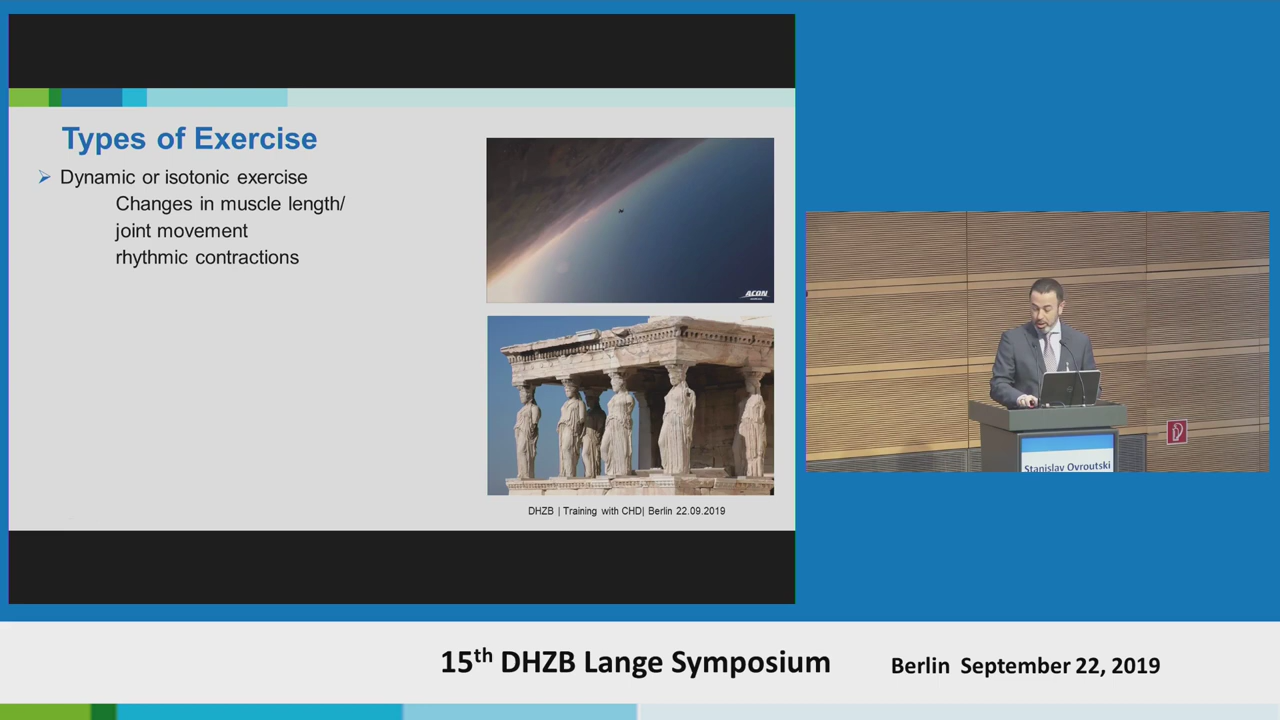 Types of Exercise
Dynamic or isotonic exercise
Changes in muscle length/
joint movement
rhythmic contractions
ACON
DHZB | Training with CHD| Berlin 22.09.2019
Stanislav Ovroutski
15th DHZB Lange Symposium
Berlin September 22, 2019